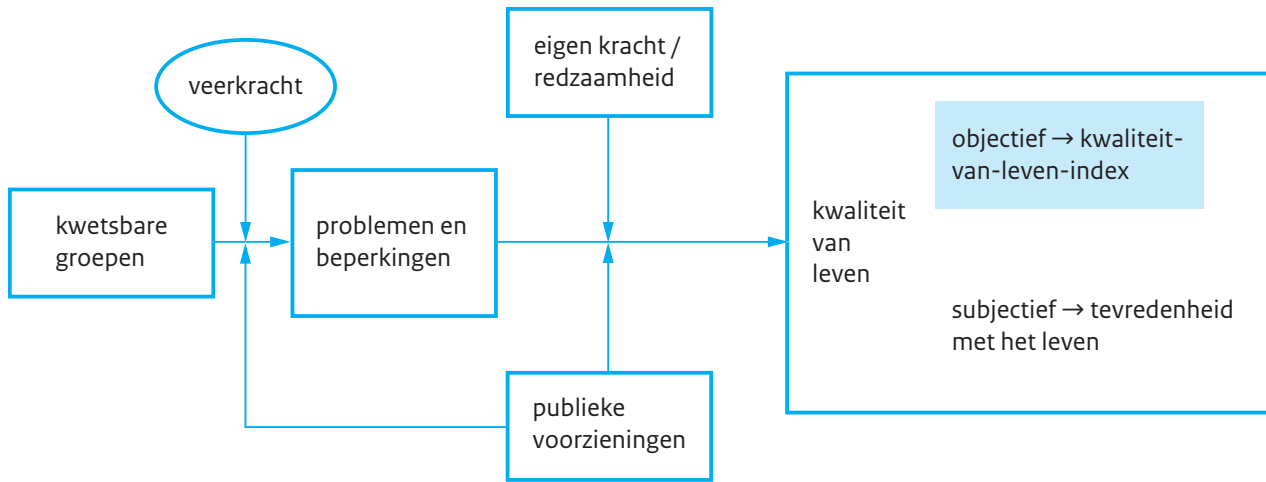 veerkracht
eigen kracht /
redzaamheid
kwetsbare
groepen
problemen en
beperkingen
publieke
voorzieningen
kwaliteit
van
leven
objectief → kwaliteit-
van-leven-index
subjectief → tevredenheid
met het leven